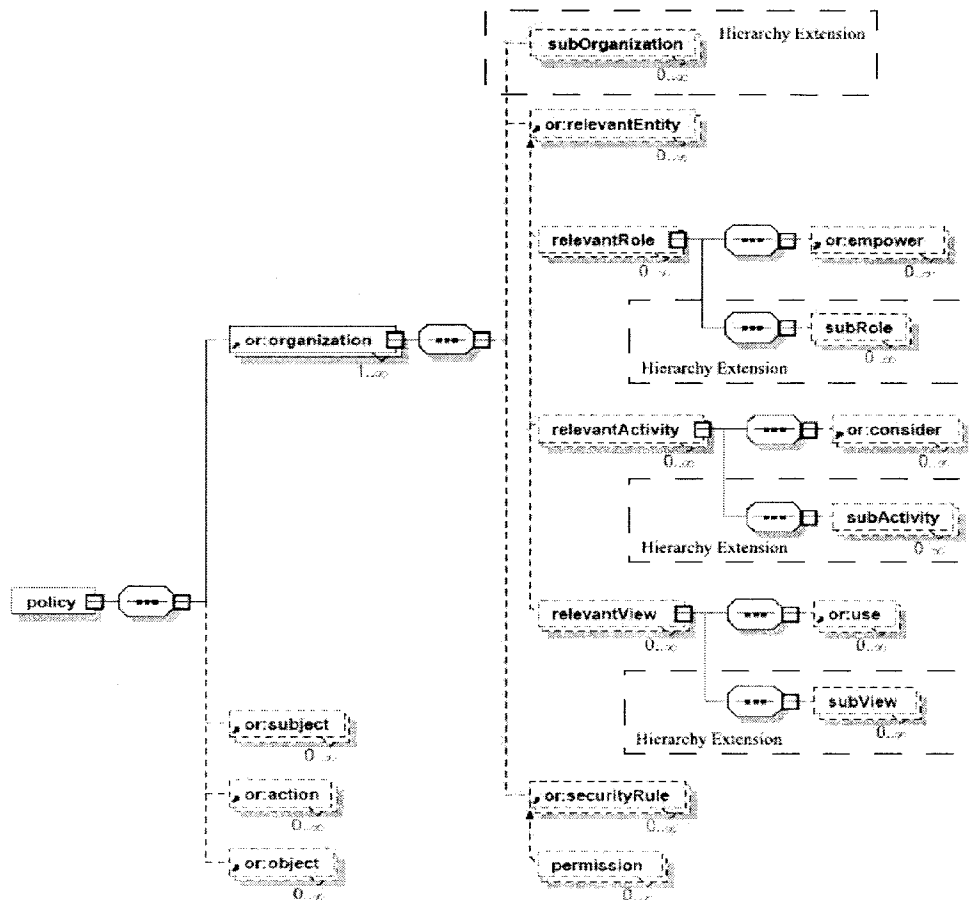 subOrganization
Hierarchy Extension
0..∞
or:relevantEntity
0..∞
relevantRole
0..∞
or:empower
0..∞
subRole
0..∞
Hierarchy Extension
or:organization
1..∞
relevantActivity
0..∞
or:consider
0..∞
subActivity
0..∞
Hierarchy Extension
policy
relevantView
0..∞
or:use
0..∞
subView
0..∞
Hierarchy Extension
or:subject
0..∞
or:action
0..∞
or:object
0..∞
or:securityRule
0..∞
permission
0..∞